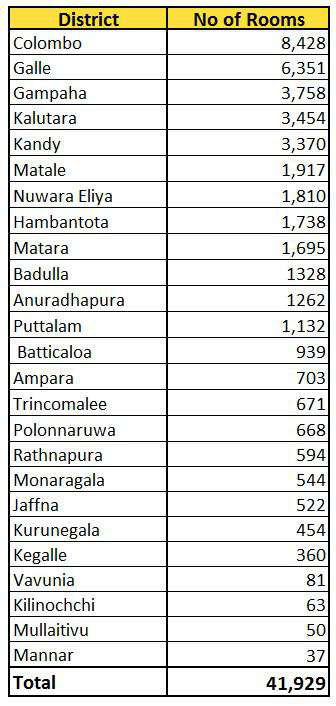 District No of Rooms
Colombo 8,428
Galle 6,351
Gampaha 3,758
Kalutara 3,454
Kandy 3,370
Matale 1,917
Nuwara Eliya 1,810
Hambantota 1,738
Matara 1,695
Badulla 1328
Anuradhapura 1262
Puttalam 1,132
Batticaloa 939
Ampara 703
Trincomalee 671
Polonnaruwa 668
Rathnapura 594
Monaragala 544
Jaffna 522
Kurunegala 454
Kegalle 360
Vavunia 81
Kilinochchi 63
Mullaitivu 50
Mannar 37
Total 41,929